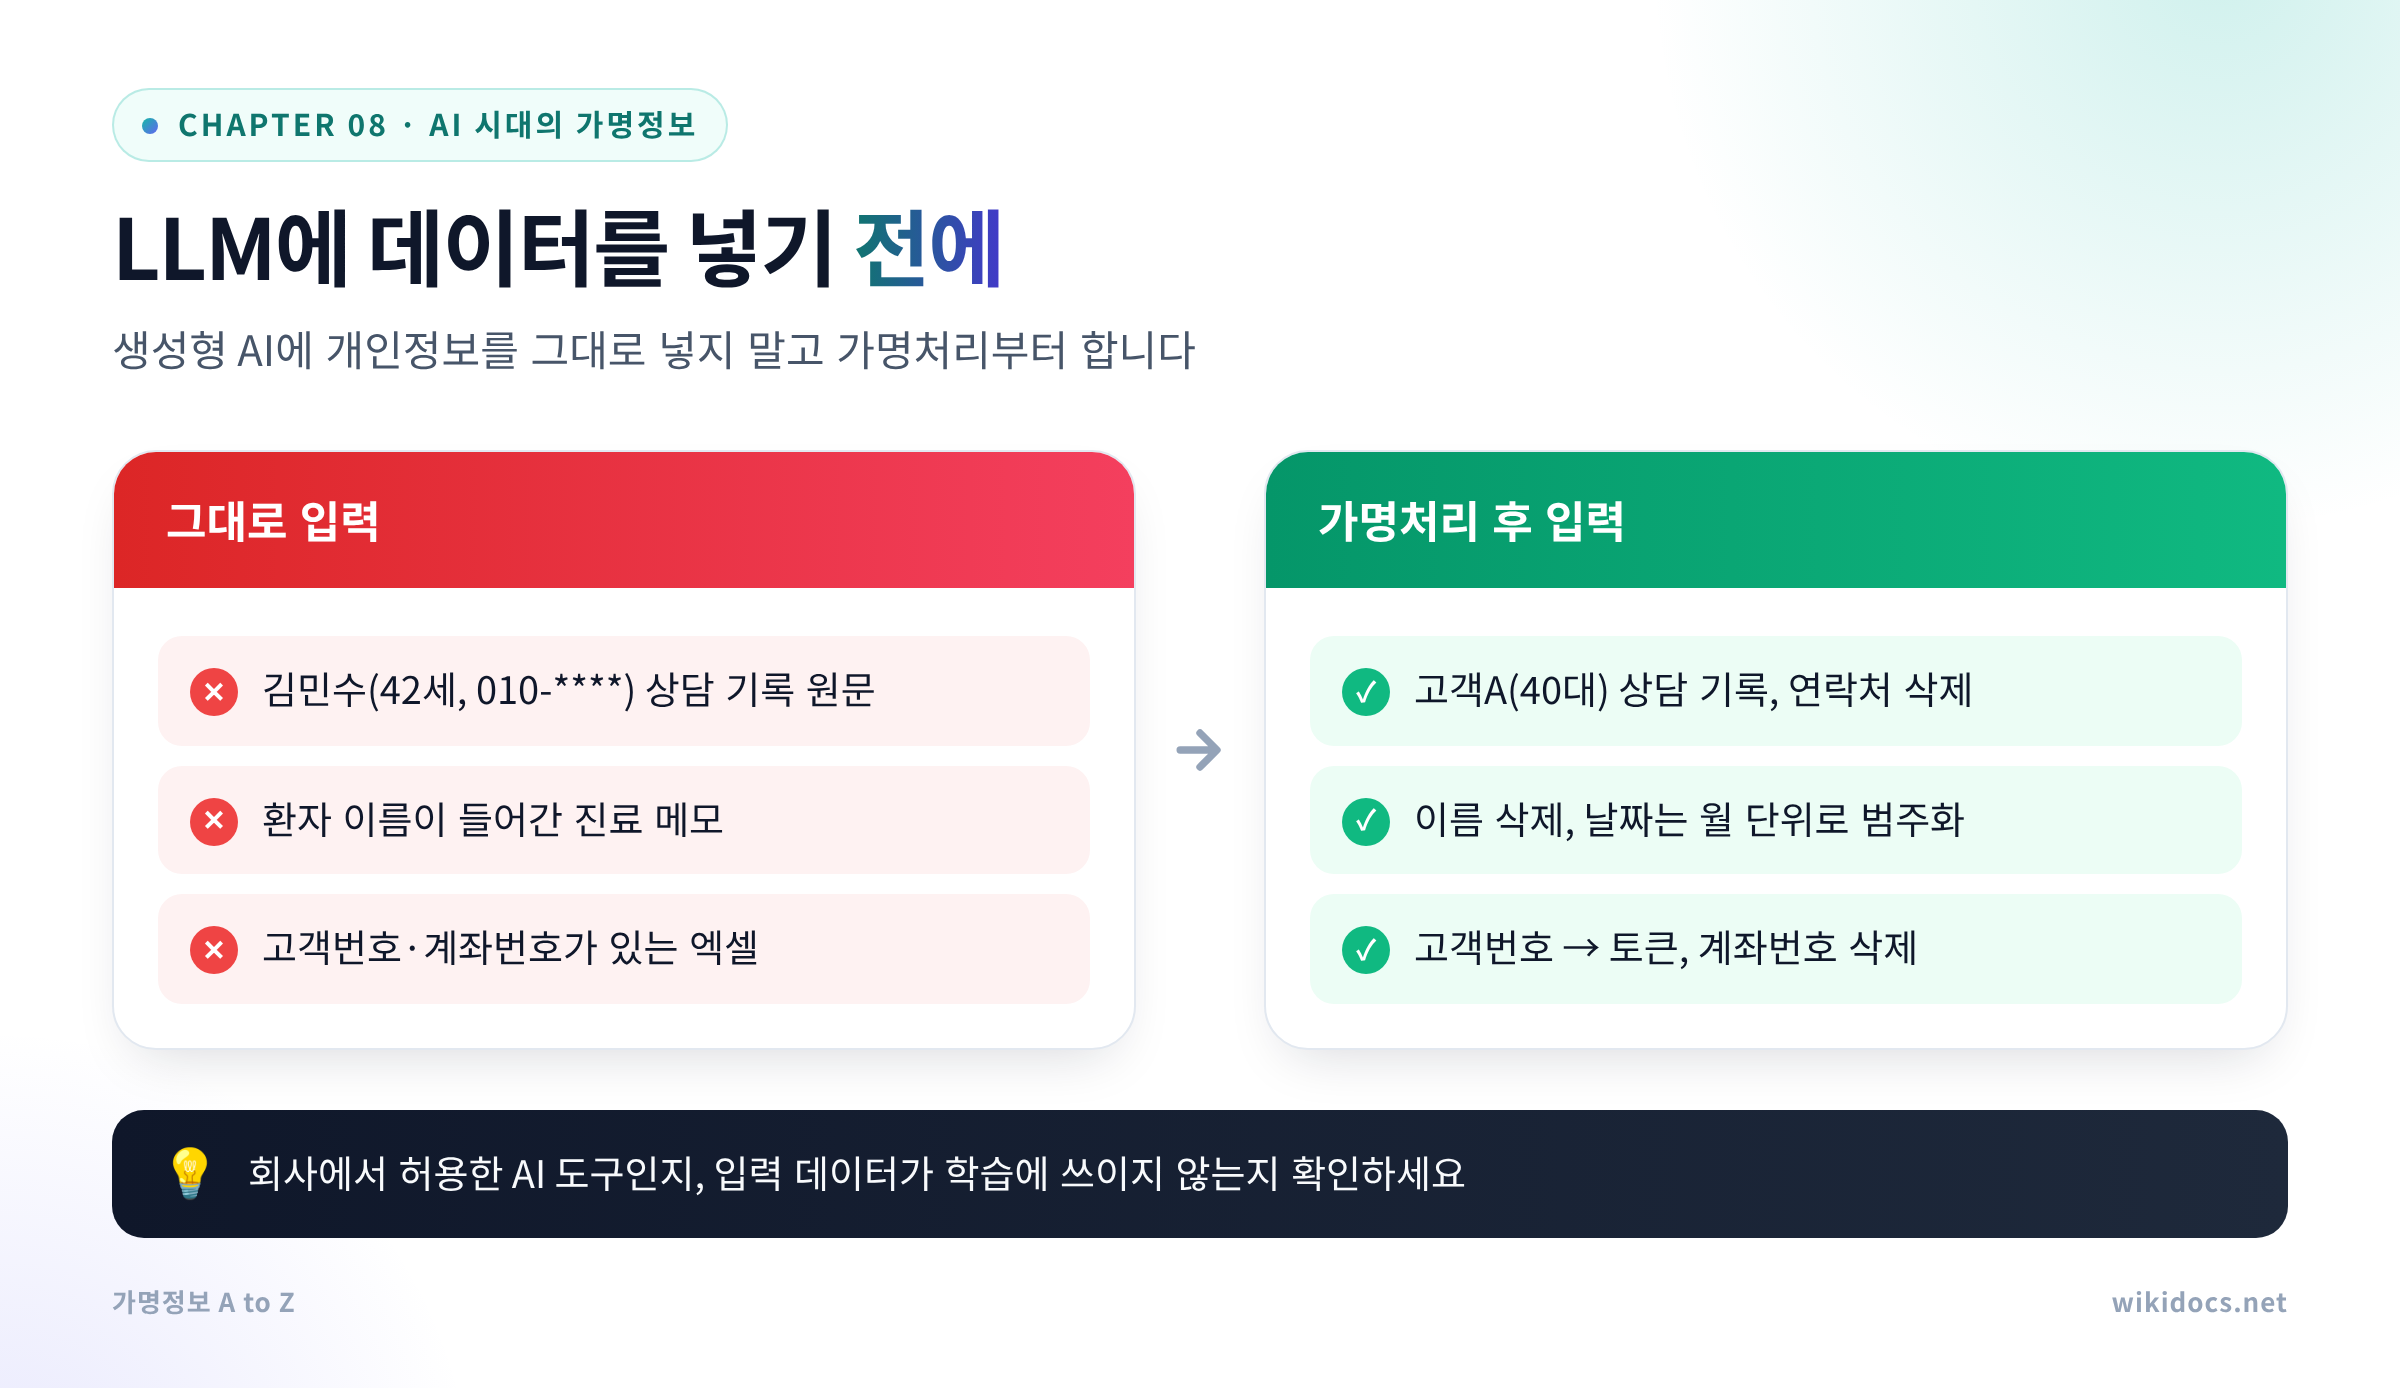 CHAPTER 08 · AI 시대의 가명정보
LLM에 데이터를 넣기 전에
생성형 AI에 개인정보를 그대로 넣지 말고 가명처리부터 합니다
그대로 입력
김민수(42세, 010-****) 상담 기록 원문
환자 이름이 들어간 진료 메모
고객번호·계좌번호가 있는 엑셀
가명처리 후 입력
고객A(40대) 상담 기록, 연락처 삭제
이름 삭제, 날짜는 월 단위로 범주화
고객번호 → 토큰, 계좌번호 삭제
회사에서 허용한 AI 도구인지, 입력 데이터가 학습에 쓰이지 않는지 확인하세요
가명정보 A to Z
wikidocs.net